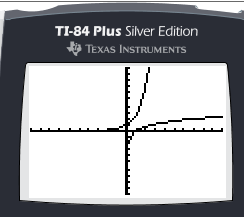 TI-84 Plus Silver Edition
TEXAS INSTRUMENTS